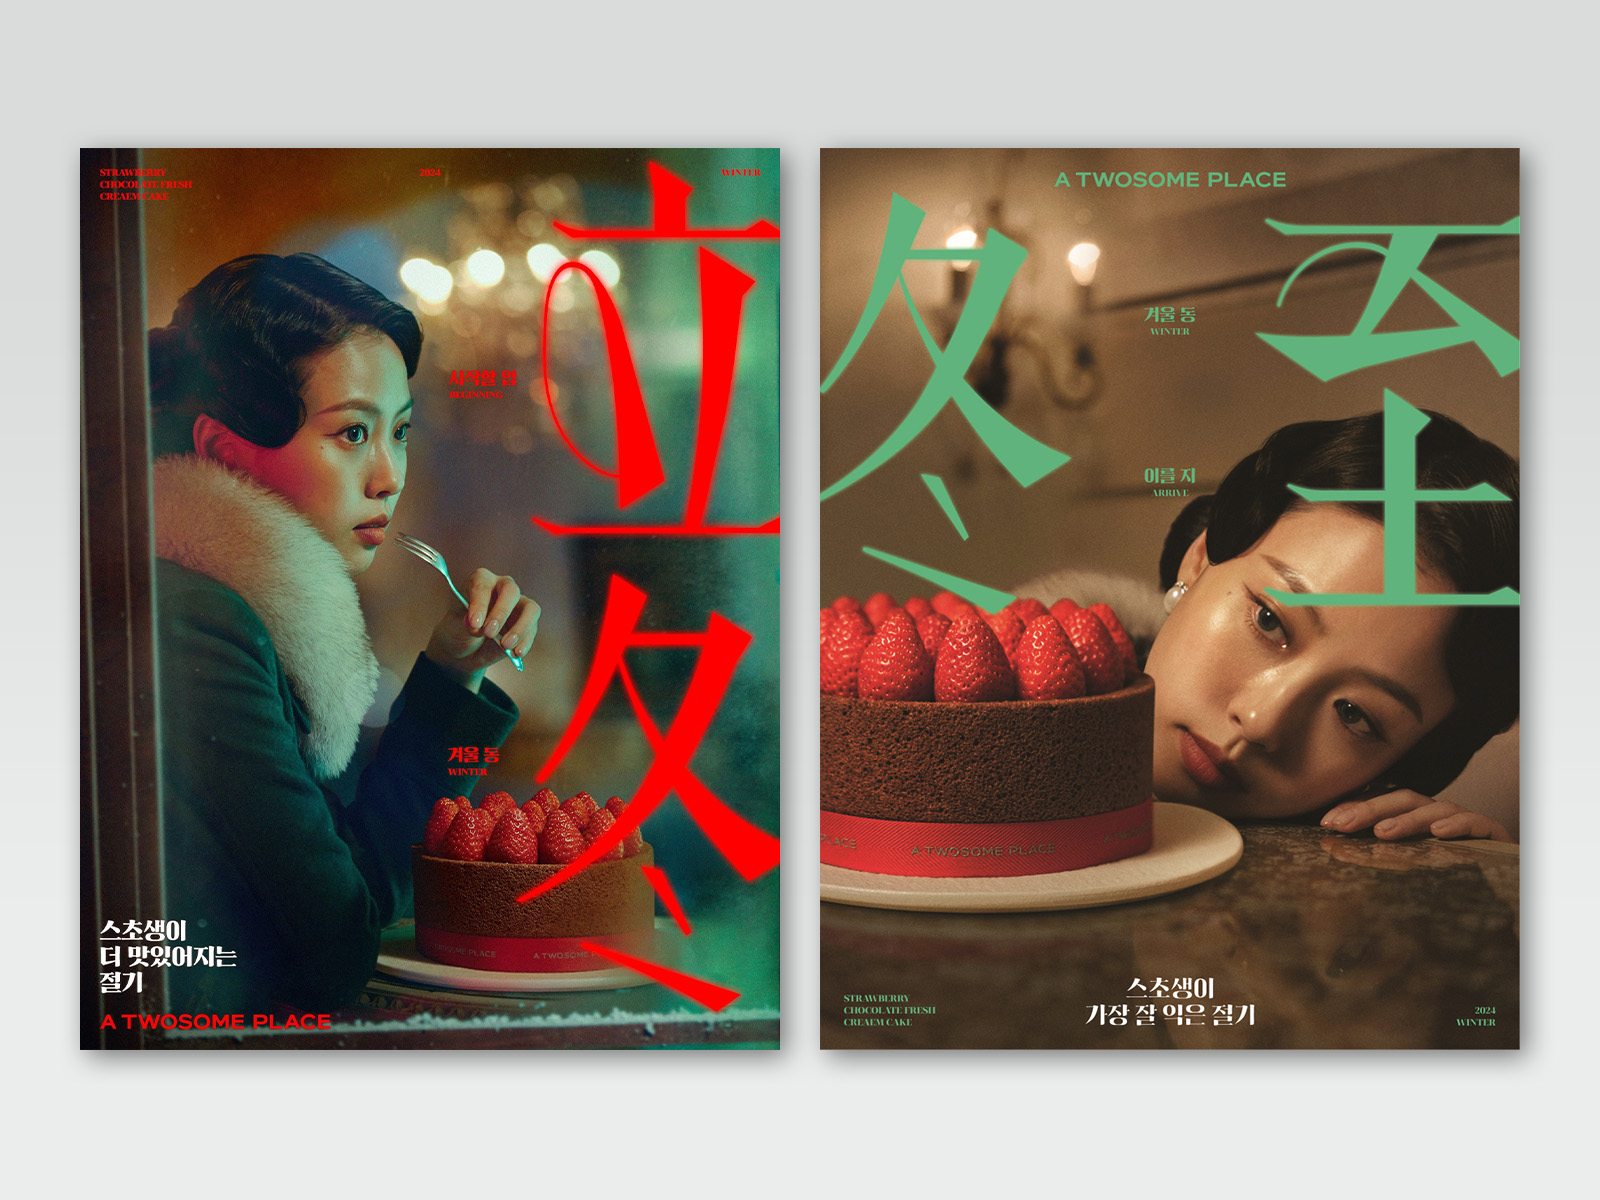 STRAWBERRY
CHOCOLATE FRESH
CREAEM CAKE
2024
WINTER
立
시작할 립
BEGINNING
冬
겨울 동
WINTER
A TWOSOME PLACE
스초생이
더 맛있어지는
절기
A TWOSOME PLACE
A TWOSOME PLACE
冬
至
겨울 동
WINTER
이를 지
ARRIVE
A TWOSOME PLACE
STRAWBERRY
CHOCOLATE FRESH
CREAEM CAKE
스초생이
가장 잘 익은 절기
2024
WINTER